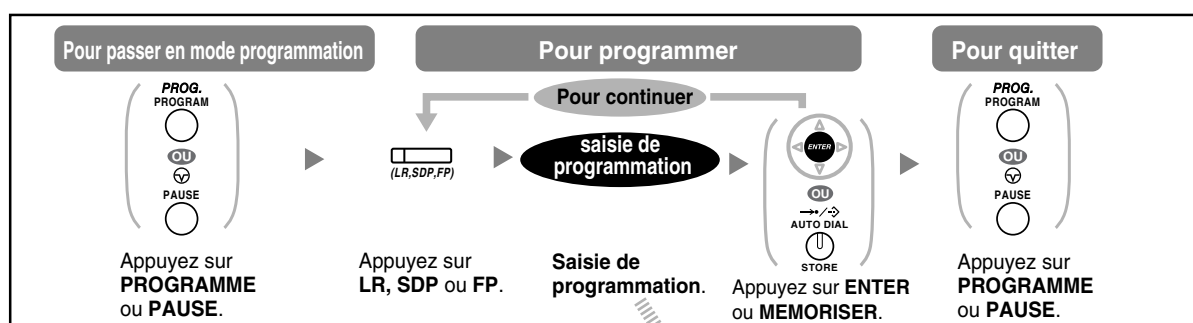 Pour passer en mode programmation
Pour programmer
Pour quitter
Pour continuer
PROG.
PROGRAM
OU
PAUSE
(LR,SDP,FP)
saisie de
programmation
ENTER
OU
AUTO DIAL
STORE
PROG.
PROGRAM
OU
PAUSE
Appuyez sur
PROGRAMME
ou PAUSE.
Appuyez sur
LR, SDP ou FP.
Saisie de
programmation.
Appuyez sur ENTER
ou MEMORISER.
Appuyez sur
PROGRAMME
ou PAUSE.